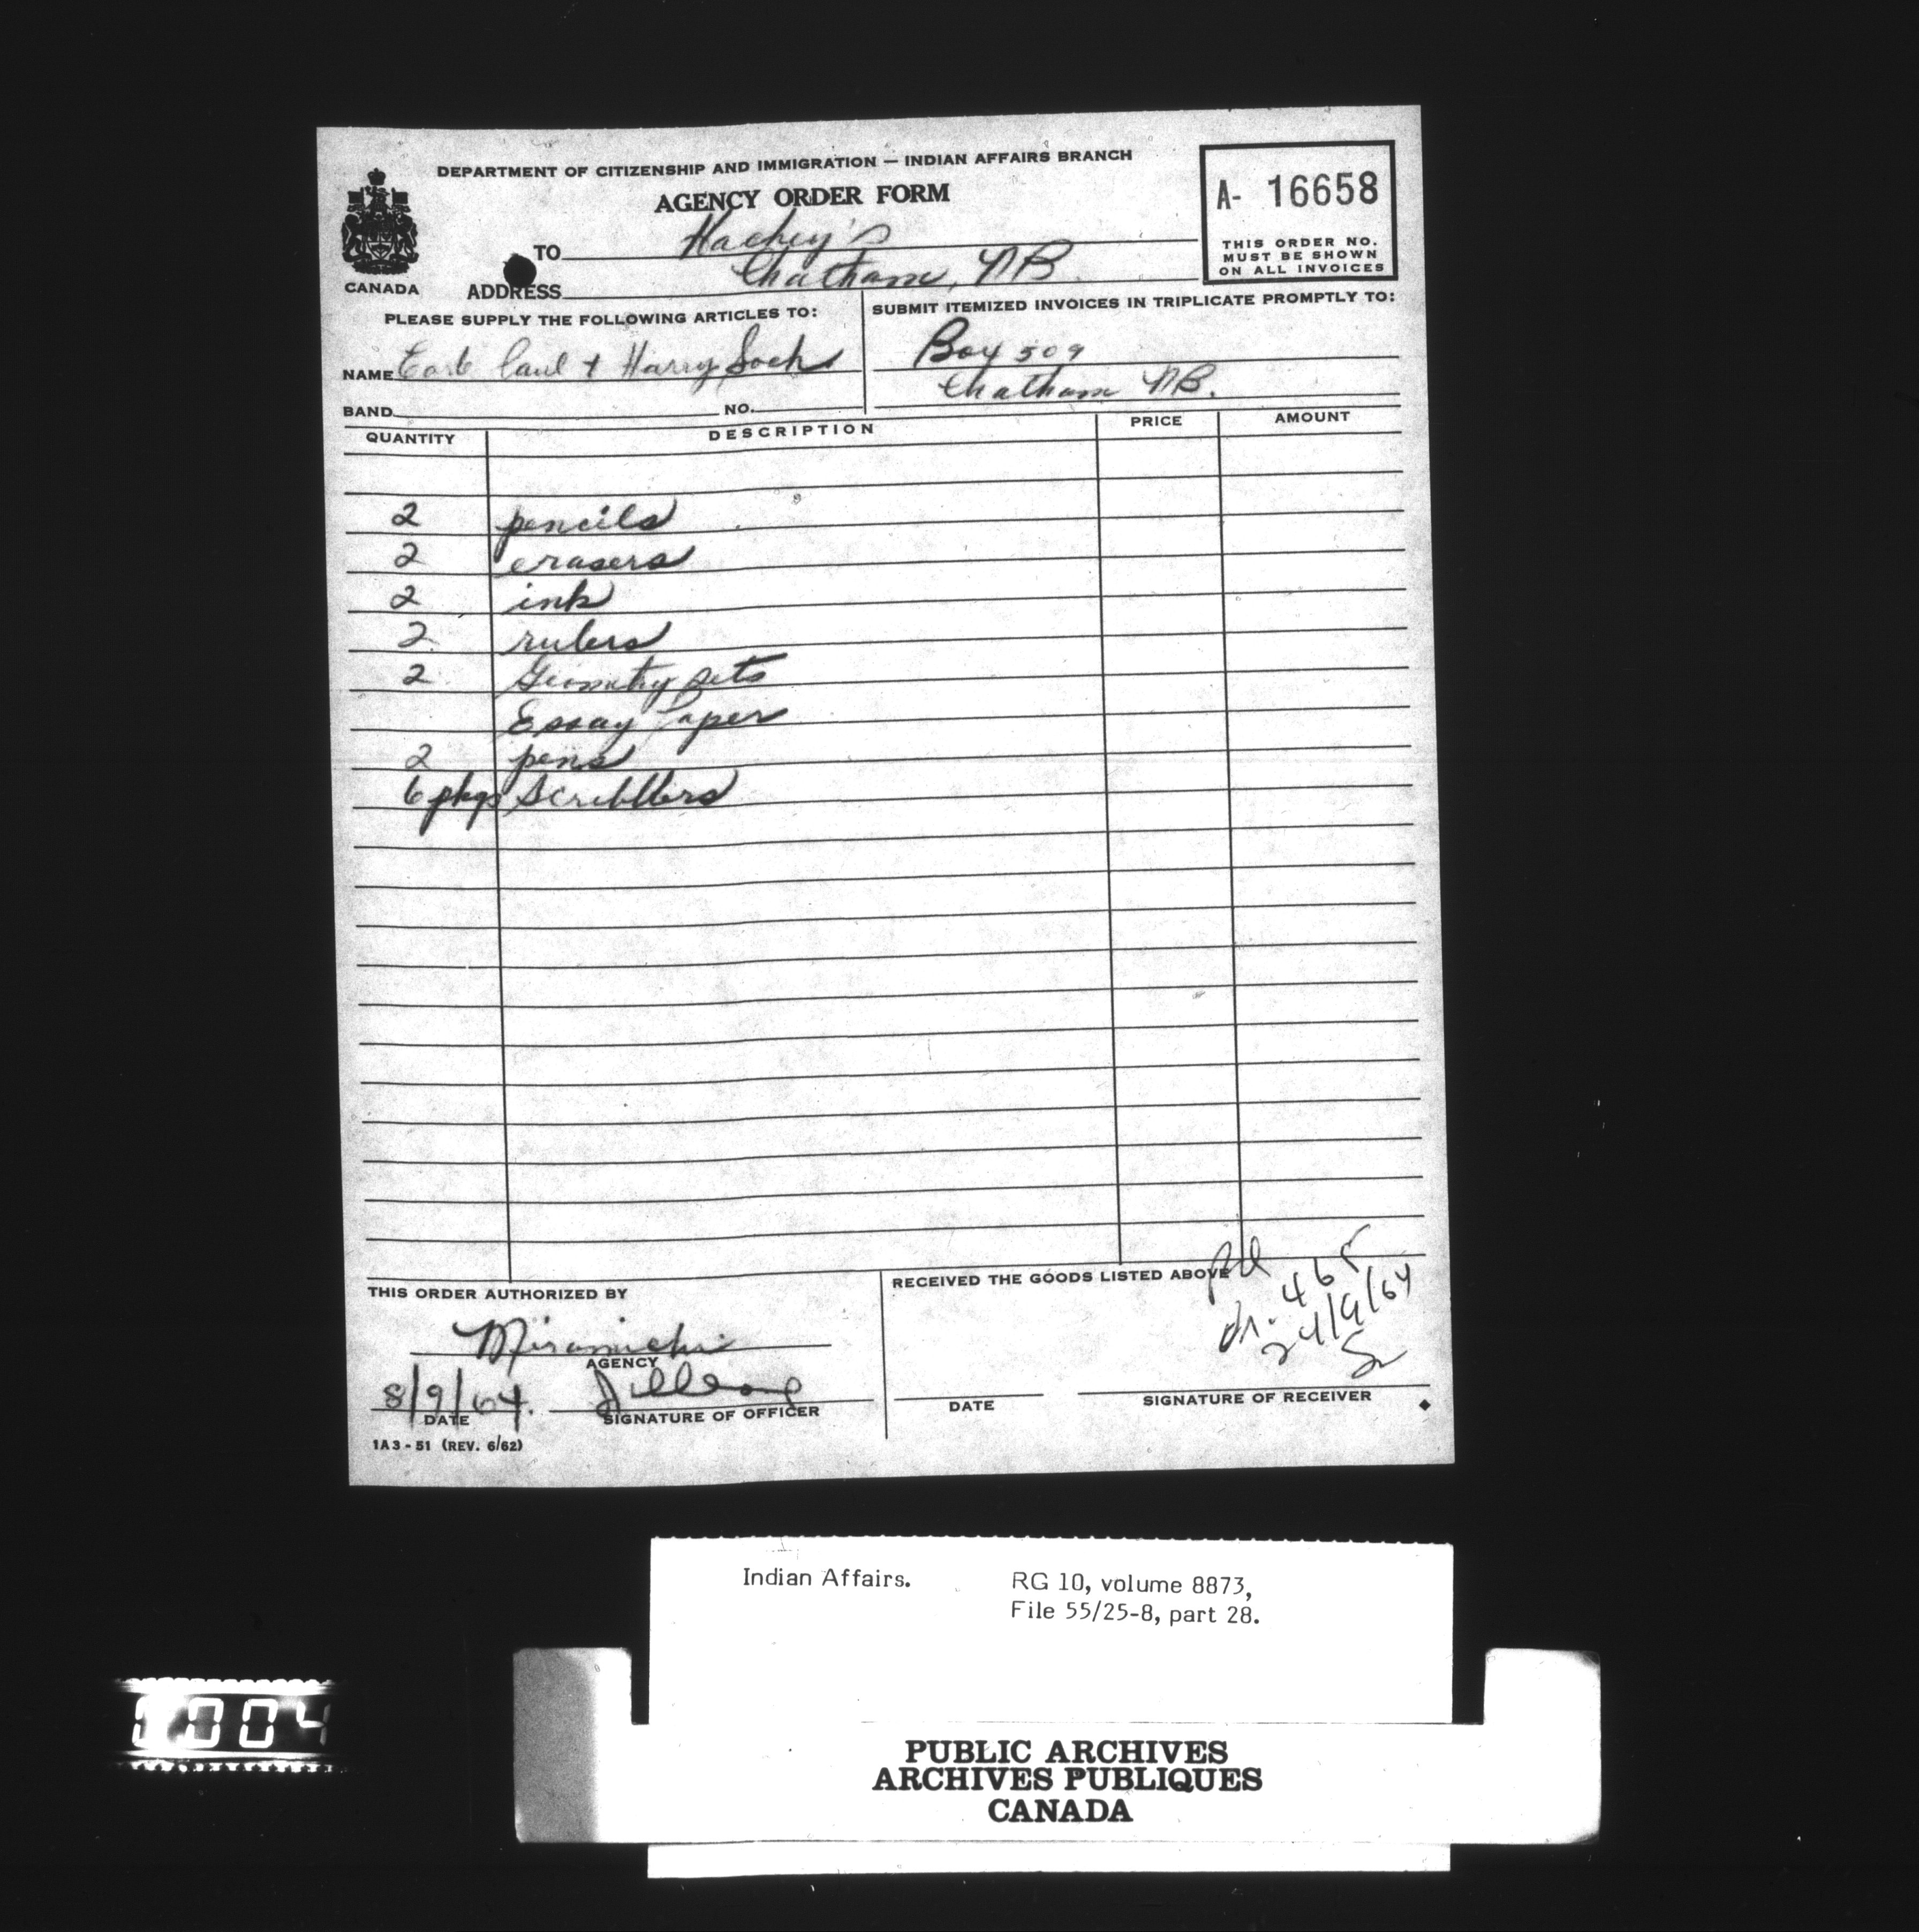 DEPARTMENT OF CITIZENSHIP AND IMMIGRATION — INDIAN AFFAIRS BRANCH
AGENCY ORDER FORM
A- 16658
THIS ORDER NO.
MUST BE SHOWN
ON ALL INVOICES
CANADA
TO Hachey's
ADDRESS Chatham, NB
PLEASE SUPPLY THE FOLLOWING ARTICLES TO:
NAME Paul & Harry
BAND NO.
SUBMIT ITEMIZED INVOICES IN TRIPLICATE PROMPTLY TO:
Box 509
Chatham NB.
QUANTITY DESCRIPTION PRICE AMOUNT
2 pencils
2 erasers
2 ink
2 rulers
2 Geometry sets
Essay Paper
2 pens
6 pkgs Scribblers
THIS ORDER AUTHORIZED BY
Miramichi
AGENCY
8/9/64.
DATE SIGNATURE OF OFFICER
1A3-51 (REV. 6/62)
RECEIVED THE GOODS LISTED ABOVE
24/9/64
DATE SIGNATURE OF RECEIVER
Indian Affairs. RG 10, volume 8873,
File 55/25-8, part 28.
PUBLIC ARCHIVES
ARCHIVES PUBLIQUES
CANADA